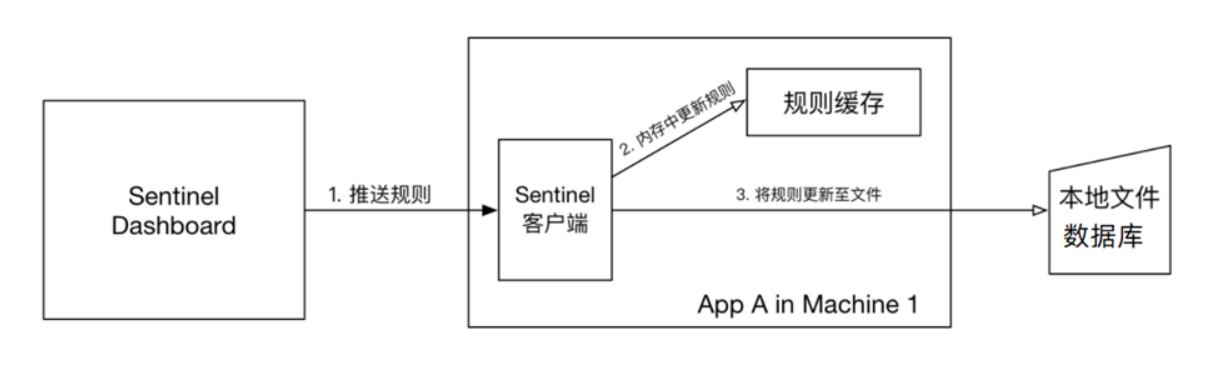 Sentinel
Dashboard
1. 推送规则
Sentinel
客户端
2. 内存中更新规则
规则缓存
3. 将规则更新至文件
本地文件
数据库
App A in Machine 1